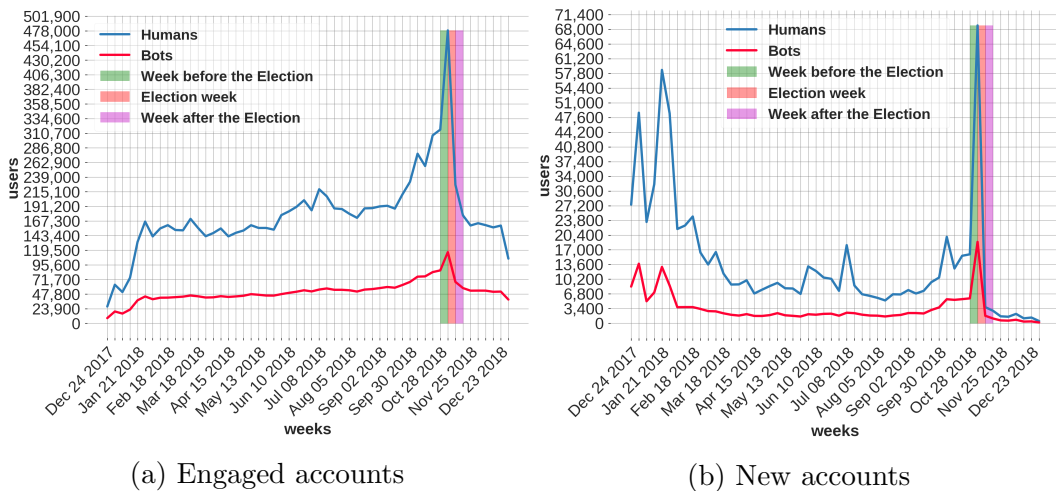 501,900
478,000
454,100
430,200
406,300
382,400
358,500
334,600
310,700
286,800
262,900
239,000
215,100
191,200
167,300
143,400
119,500
95,600
71,700
47,800
23,900
0
users
Humans
Bots
Week before the Election
Election week
Week after the Election
Dec 24 2017
Jan 21 2018
Feb 18 2018
Mar 18 2018
Apr 15 2018
May 13 2018
Jun 10 2018
Jul 08 2018
Aug 05 2018
Sep 02 2018
Sep 30 2018
Oct 28 2018
Nov 25 2018
Dec 23 2018
weeks
(a) Engaged accounts
71,400
68,000
64,600
61,200
57,800
54,400
51,000
47,600
44,200
40,800
37,400
34,000
30,600
27,200
23,800
20,400
17,000
13,600
10,200
6,800
3,400
0
users
Humans
Bots
Week before the Election
Election week
Week after the Election
Dec 24 2017
Jan 21 2018
Feb 18 2018
Mar 18 2018
Apr 15 2018
May 13 2018
Jun 10 2018
Jul 08 2018
Aug 05 2018
Sep 02 2018
Sep 30 2018
Oct 28 2018
Nov 25 2018
Dec 23 2018
weeks
(b) New accounts